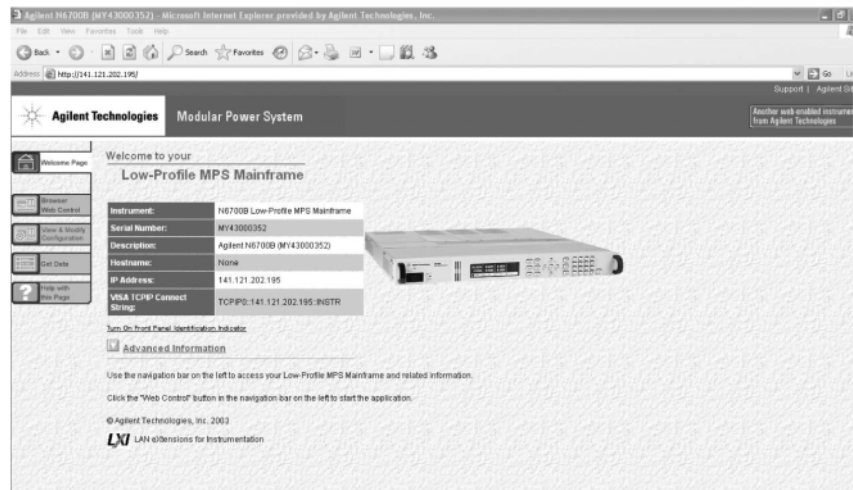 Agilent N6700B (MY43000352) - Microsoft Internet Explorer provided by Agilent Technologies, Inc.
File Edit View Favorites Tools Help
Back Search Favorites
Address http://141.121.202.195/ Go
Support | Agilent
Agilent Technologies Modular Power System
Another web-enabled
from Agilent Technologies
Welcome Page
Browser
Web Control
View & Modify
Configuration
Get Data
Help with
this Page
Welcome to your
Low-Profile MPS Mainframe
Instrument: N6700B Low-Profile MPS Mainframe
Serial Number: MY43000352
Description: Agilent N6700B (MY43000352)
Hostname: None
IP Address: 141.121.202.195
VISA TCPIP Connect
String: TCPIP0::141.121.202.195::INSTR
Turn On Front Panel Identification Indicator
Advanced Information
Use the navigation bar on the left to access your Low-Profile MPS Mainframe and related information.
Click the "Web Control" button in the navigation bar on the left to start the application.
© Agilent Technologies, Inc. 2003
LXI LAN eXtensions for Instrumentation